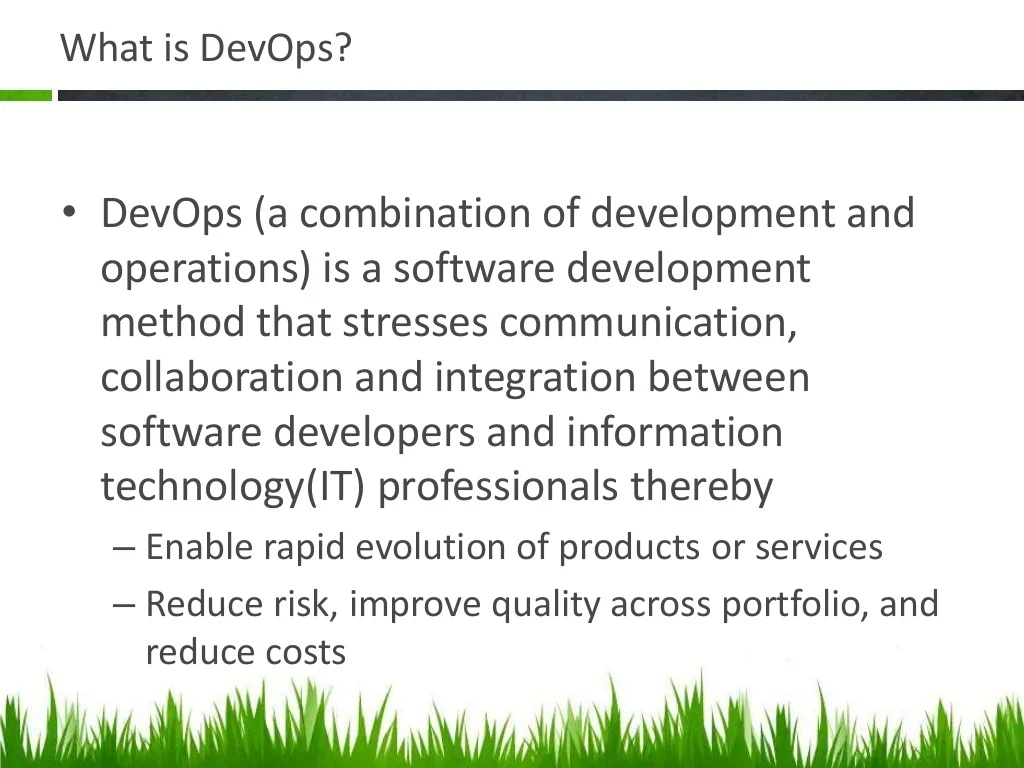 What is DevOps?
• DevOps (a combination of development and
operations) is a software development
method that stresses communication,
collaboration and integration between
software developers and information
technology(IT) professionals thereby
– Enable rapid evolution of products or services
– Reduce risk, improve quality across portfolio, and
reduce costs